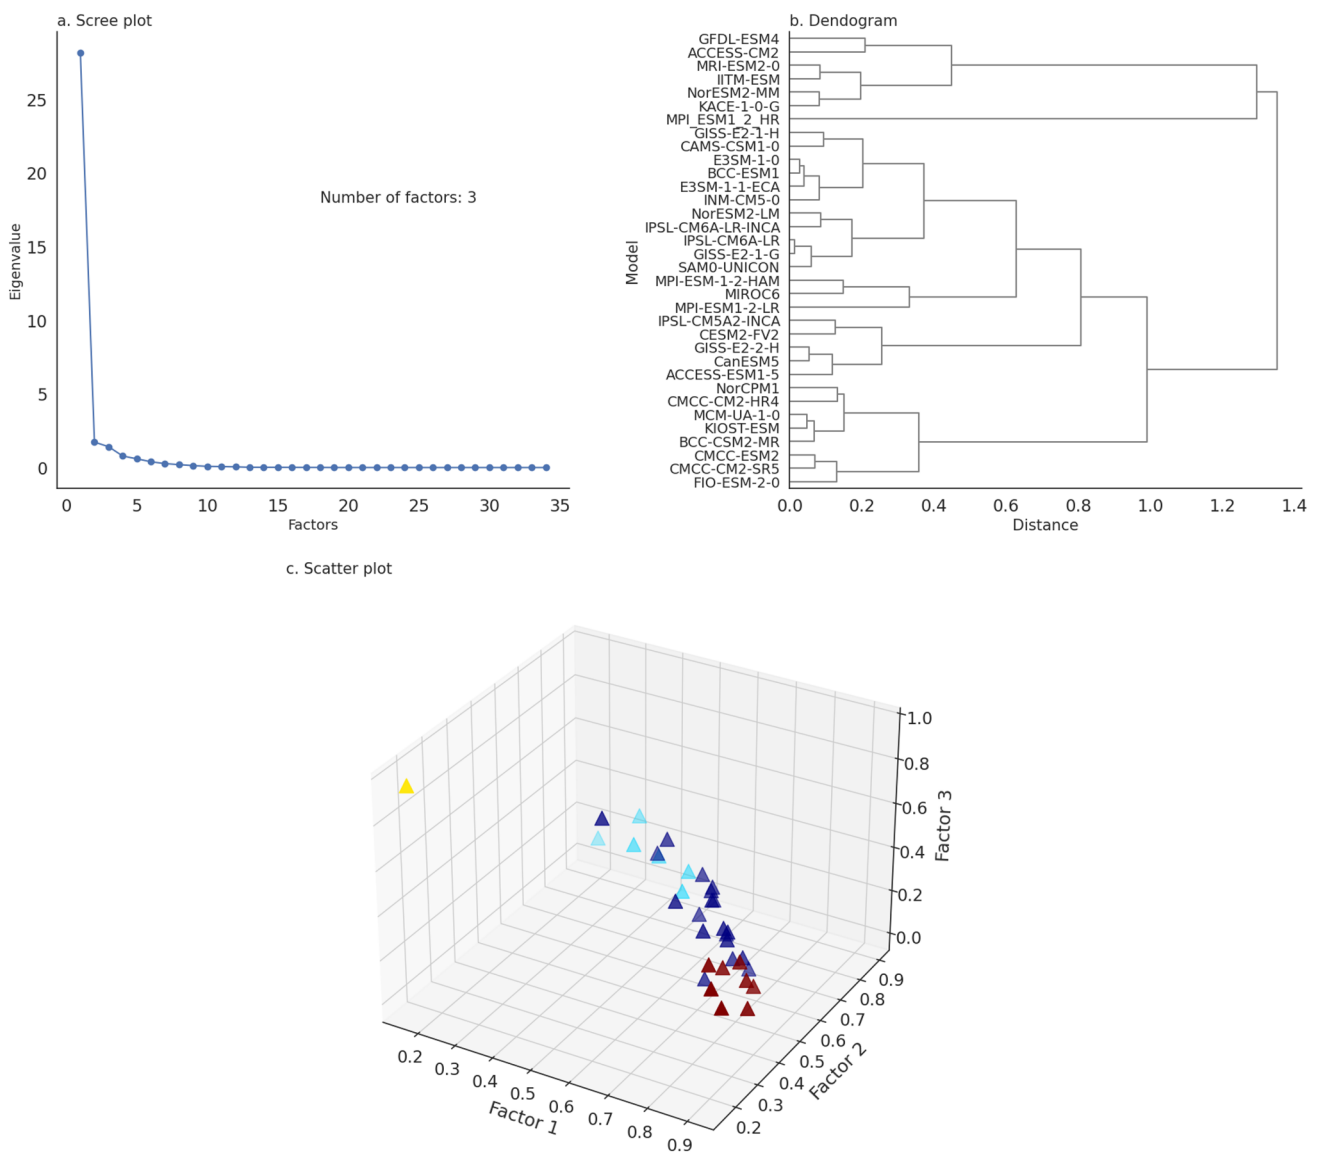 a. Scree plot
Eigenvalue
25
20
15
10
5
0
Number of factors: 3
0 5 10 15 20 25 30 35
Factors
b. Dendogram
Model
GFDL-ESM4
ACCESS-CM2
MRI-ESM2-0
IITM-ESM
NorESM2-MM
KACE-1-0-G
MPI_ESM1_2_HR
GISS-E2-1-H
CAMS-CSM1-0
E3SM-1-0
BCC-ESM1
E3SM-1-1-ECA
INM-CM5-0
NorESM2-LM
IPSL-CM6A-LR-INCA
IPSL-CM6A-LR
GISS-E2-1-G
SAM0-UNICON
MPI-ESM-1-2-HAM
MIROC6
MPI-ESM1-2-LR
IPSL-CM5A2-INCA
CESM2-FV2
GISS-E2-2-H
CanESM5
ACCESS-ESM1-5
NorCPM1
CMCC-CM2-HR4
MCM-UA-1-0
KIOST-ESM
BCC-CSM2-MR
CMCC-ESM2
CMCC-CM2-SR5
FIO-ESM-2-0
0.0 0.2 0.4 0.6 0.8 1.0 1.2 1.4
Distance
c. Scatter plot
1.0
0.8
0.6
0.4
0.2
0.0
Factor 3
0.9
0.8
0.7
0.6
0.5
0.4
0.3
0.2
Factor 2
0.2 0.3 0.4 0.5 0.6 0.7 0.8 0.9
Factor 1